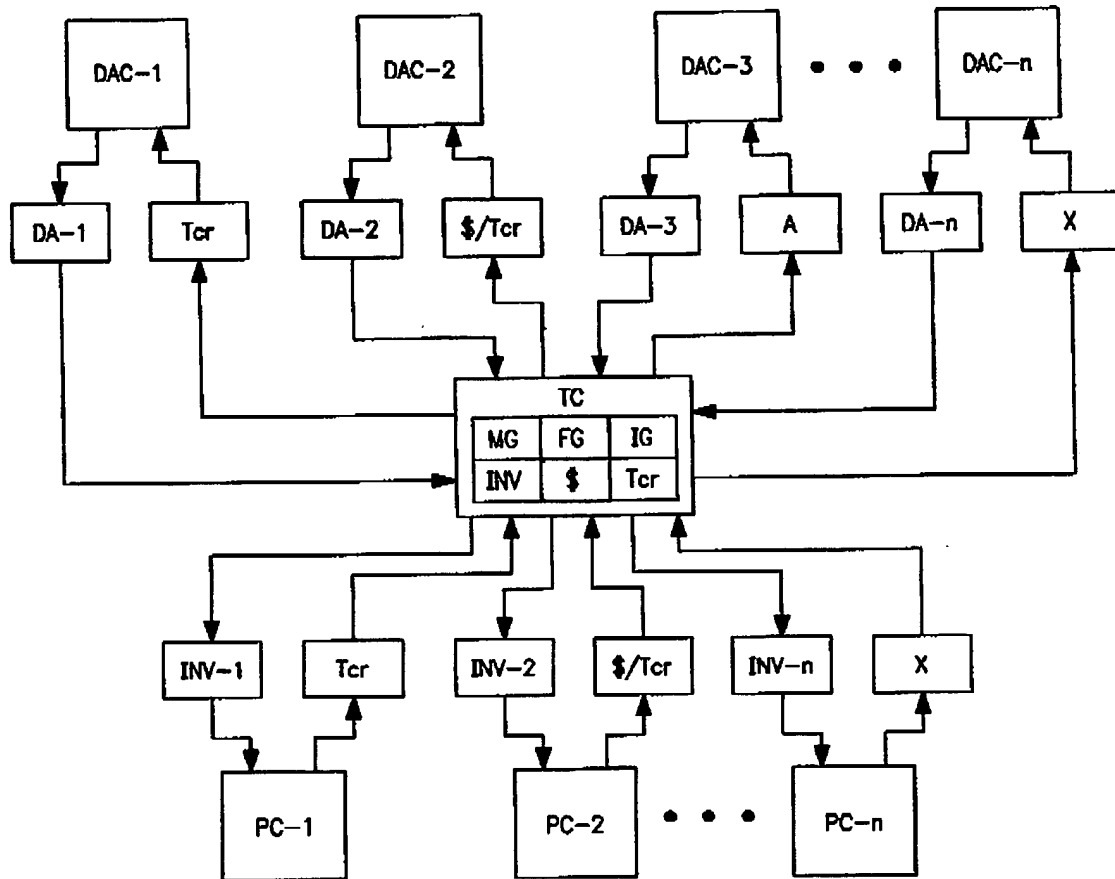 DAC-1
DAC-2
DAC-3
DAC-n
DA-1
Tcr
DA-2
$/Tcr
DA-3
A
DA-n
X
TC
MG
FG
IG
INV
$
Tcr
INV-1
Tcr
INV-2
$/Tcr
INV-n
X
PC-1
PC-2
PC-n